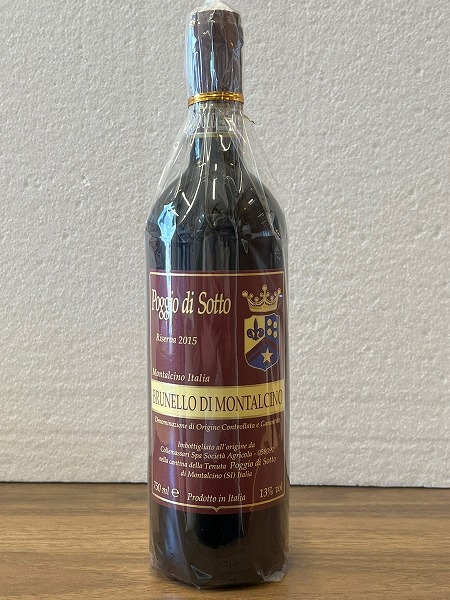 Poggio di Sotto
Riserva 2015
Montalcino Italia
BRUNELLO DI MONTALCINO
Denominazione di Origine Controllata e Garantita
Imbottigliato all'origine da
Collemassari Spa Società Agricola
nella cantina della Tenuta Poggio di Sotto
di Montalcino (SI) Italia
750 ml e Prodotto in Italia 13% vol